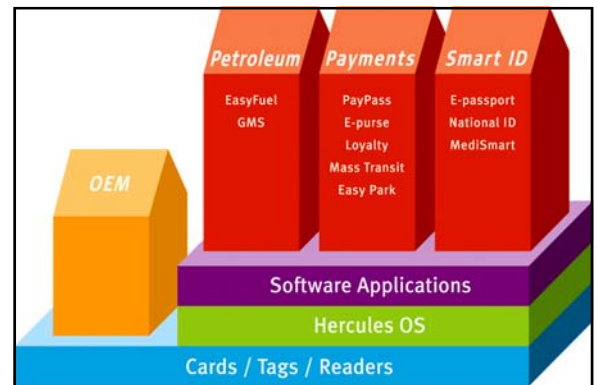 Petroleum
EasyFuel
GMS
Payments
PayPass
E-purse
Loyalty
Mass Transit
Easy Park
Smart ID
E-passport
National ID
MediSmart
OEM
Software Applications
Hercules OS
Cards / Tags / Readers